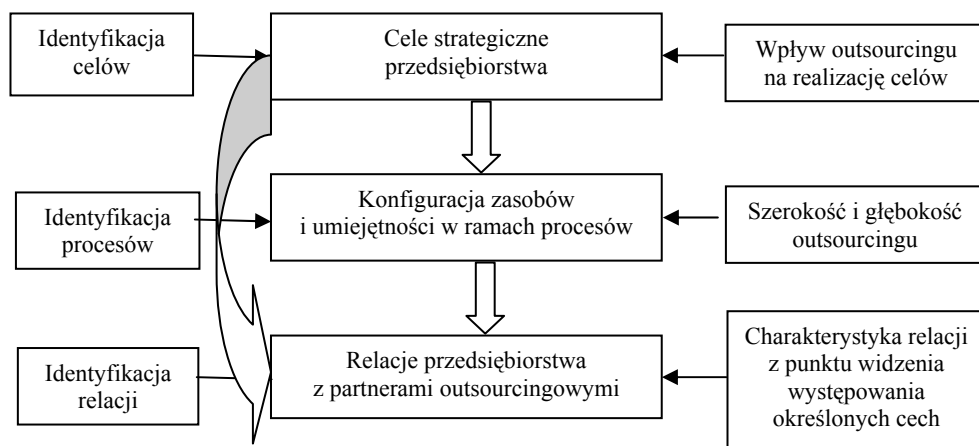 Identyfikacja
celów
Cele strategiczne
przedsiębiorstwa
Wpływ outsourcingu
na realizację celów
Identyfikacja
procesów
Konfiguracja zasobów
i umiejętności w ramach procesów
Szerokość i głębokość
outsourcingu
Identyfikacja
relacji
Relacje przedsiębiorstwa
z partnerami outsourcingowymi
Charakterystyka relacji
z punktu widzenia
występowania
określonych cech